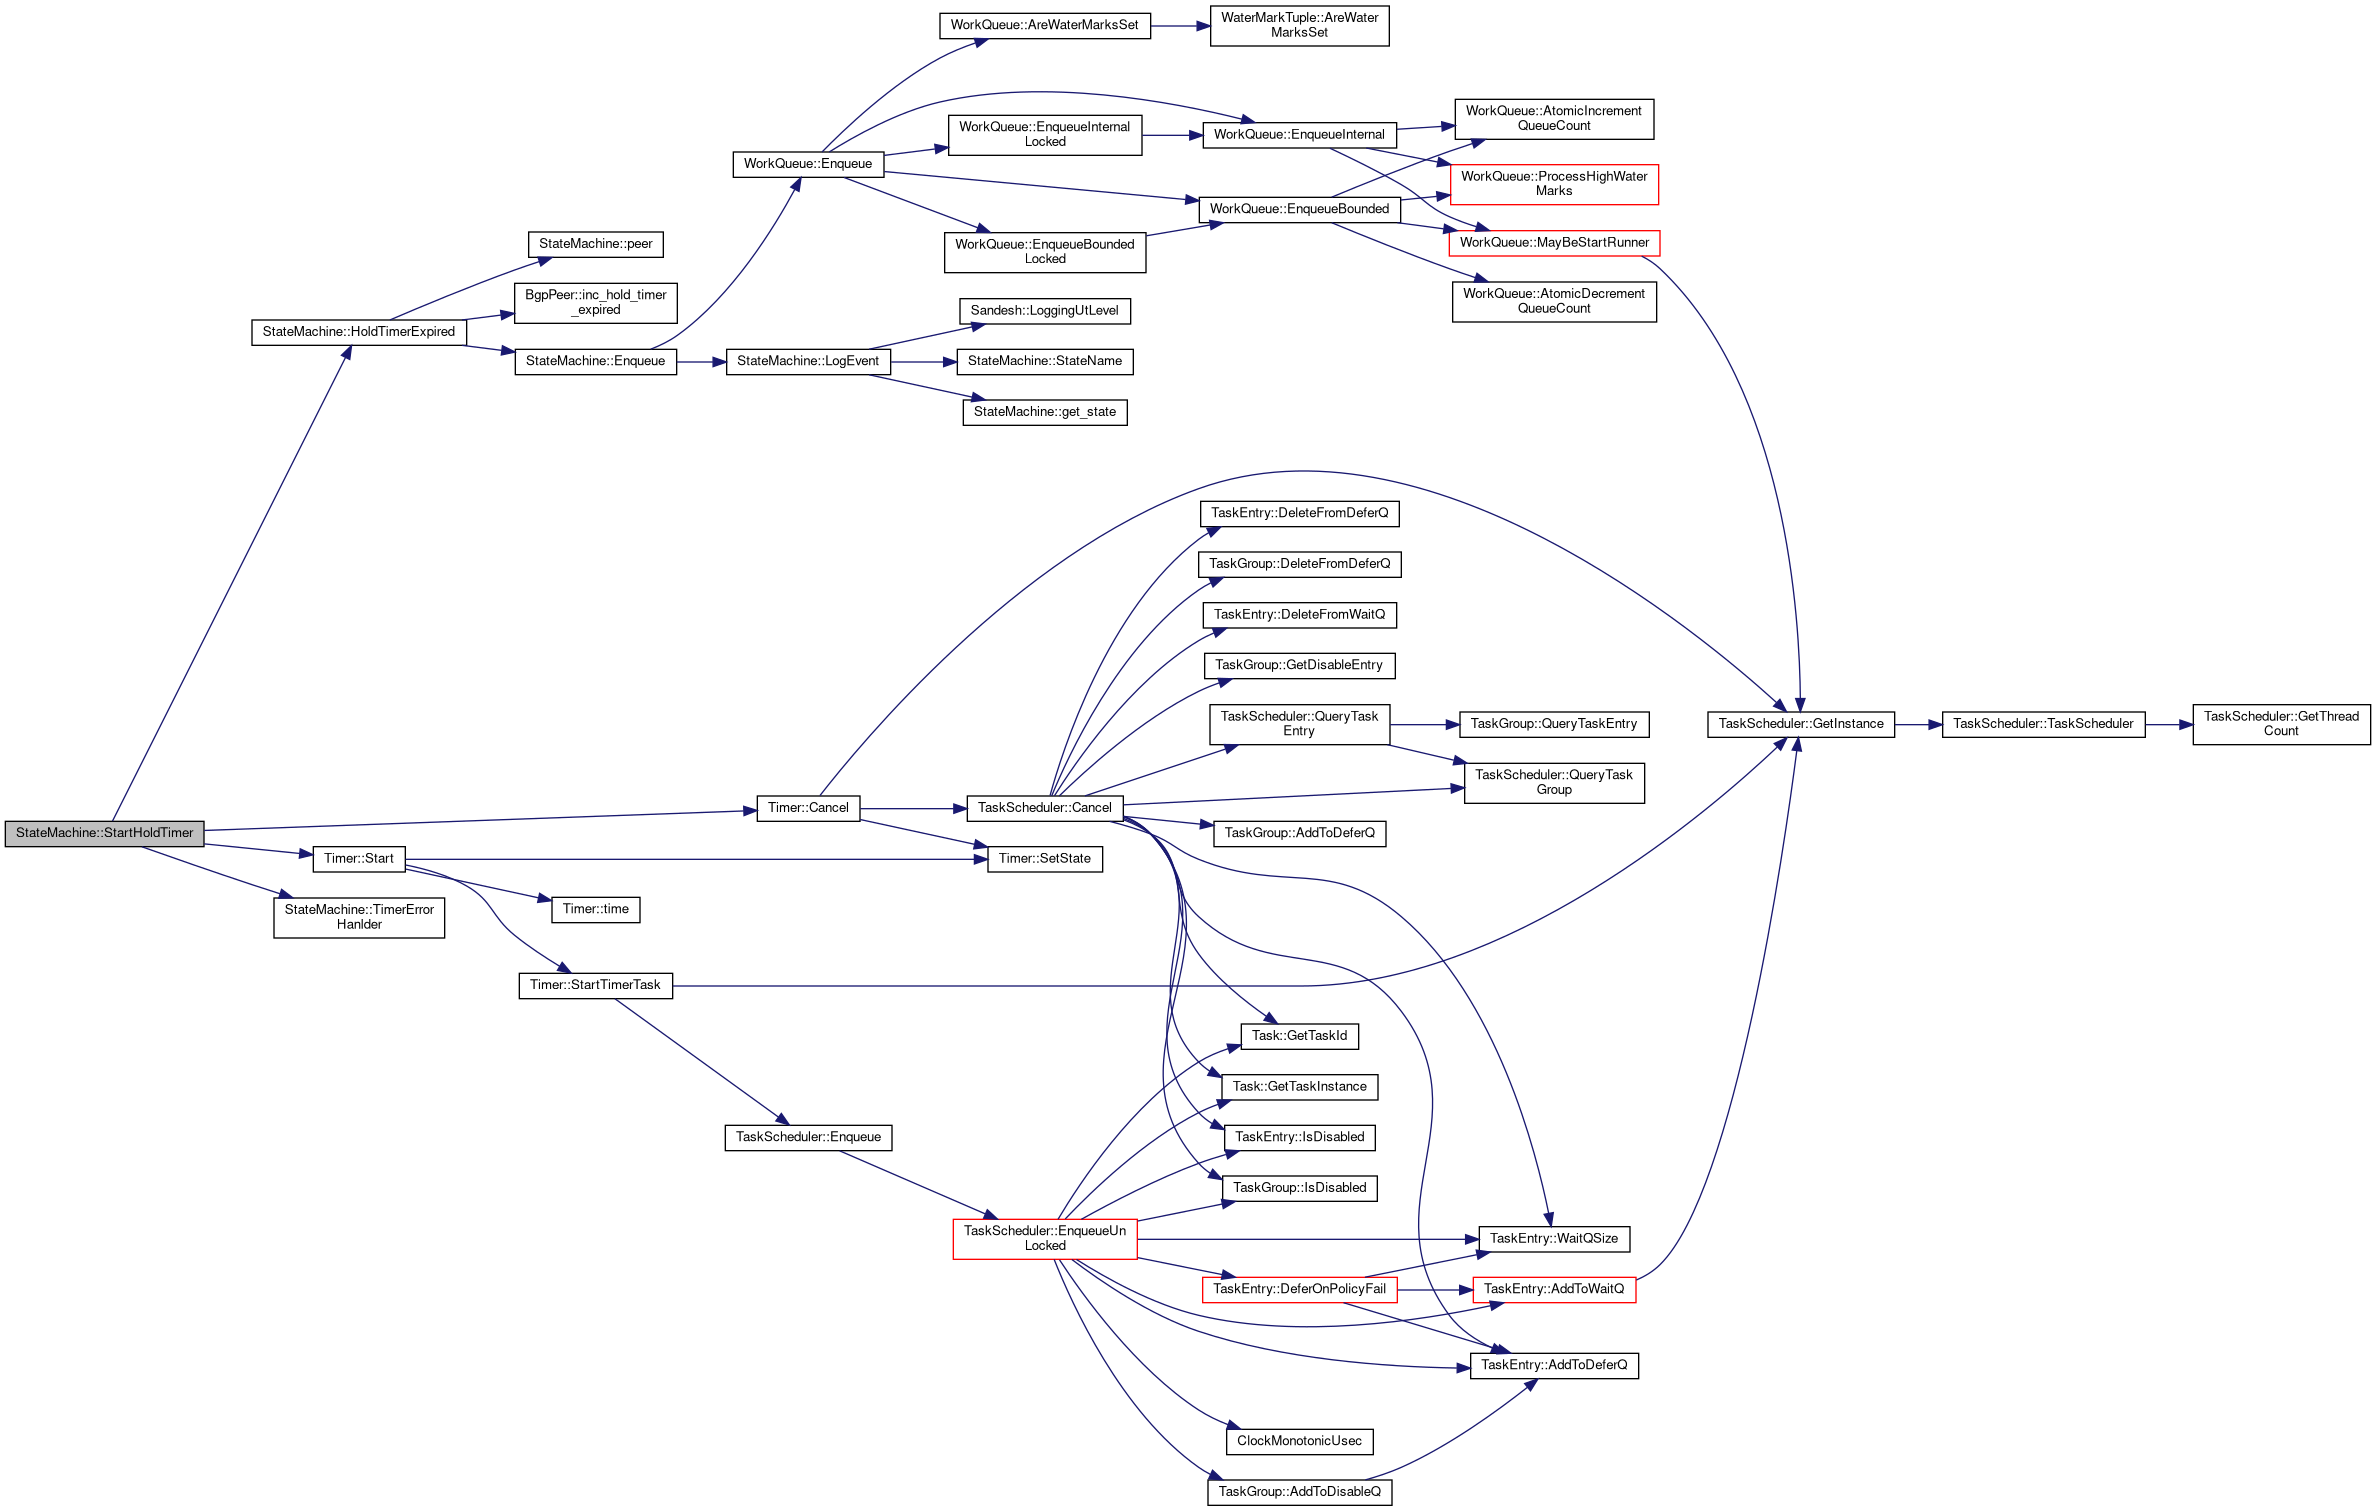 WorkQueue::AreWaterMarksSet
WaterMarkTuple::AreWater
MarksSet
WorkQueue::AtomicIncrement
QueueCount
WorkQueue::EnqueueInternal
Locked
WorkQueue::EnqueueInternal
WorkQueue::Enqueue
WorkQueue::ProcessHighWater
Marks
WorkQueue::EnqueueBounded
StateMachine::peer
WorkQueue::EnqueueBounded
Locked
WorkQueue::MayBeStartRunner
BgpPeer::inc_hold_timer
_expired
WorkQueue::AtomicDecrement
QueueCount
Sandesh::LoggingUtLevel
StateMachine::HoldTimerExpired
StateMachine::Enqueue
StateMachine::LogEvent
StateMachine::StateName
StateMachine::get_state
TaskEntry::DeleteFromDeferQ
TaskGroup::DeleteFromDeferQ
TaskEntry::DeleteFromWaitQ
TaskGroup::GetDisableEntry
TaskScheduler::QueryTask
Entry
TaskGroup::QueryTaskEntry
TaskScheduler::GetInstance
TaskScheduler::TaskScheduler
TaskScheduler::GetThread
Count
TaskScheduler::QueryTask
Group
Timer::Cancel
TaskScheduler::Cancel
StateMachine::StartHoldTimer
TaskGroup::AddToDeferQ
Timer::Start
Timer::SetState
StateMachine::TimerError
Hanlder
Timer::time
Timer::StartTimerTask
Task::GetTaskId
Task::GetTaskInstance
TaskScheduler::Enqueue
TaskEntry::IsDisabled
TaskGroup::IsDisabled
TaskScheduler::EnqueueUn
Locked
TaskEntry::WaitQSize
TaskEntry::DeferOnPolicyFail
TaskEntry::AddToWaitQ
TaskEntry::AddToDeferQ
ClockMonotonicUsec
TaskGroup::AddToDisableQ